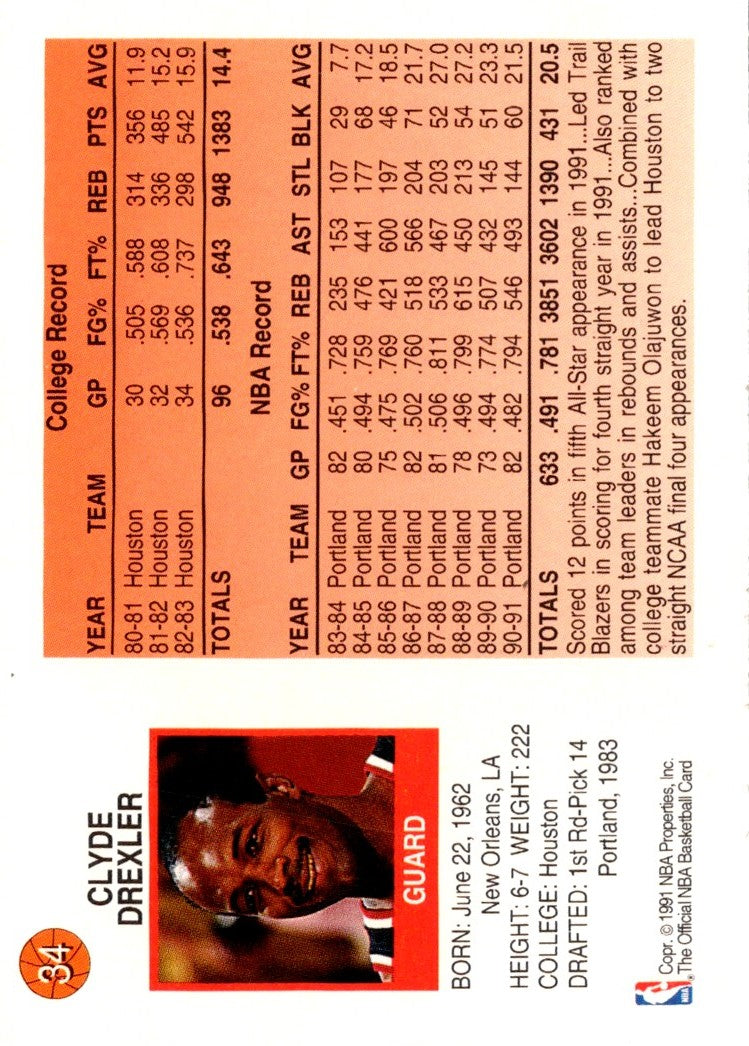 34
CLYDE
DREXLER
GUARD
BORN: June 22, 1962
New Orleans, LA
HEIGHT: 6-7 WEIGHT: 222
COLLEGE: Houston
DRAFTED: 1st Rd-Pick 14
Portland, 1983
NBA
Copr. © 1991 NBA Properties, Inc.
The Official NBA Basketball Card
College Record
YEAR TEAM GP FG% FT% REB PTS AVG
80-81 Houston 30 .505 .588 314 356 11.9
81-82 Houston 32 .569 .608 336 485 15.2
82-83 Houston 34 .536 .737 298 542 15.9
TOTALS 96 .538 .643 948 1383 14.4
NBA Record
YEAR TEAM GP FG% FT% REB AST STL BLK AVG
83-84 Portland 82 .451 .728 235 153 107 29 7.7
84-85 Portland 80 .494 .759 476 441 177 68 17.2
85-86 Portland 75 .475 .769 421 600 197 46 18.5
86-87 Portland 82 .502 .760 518 566 204 71 21.7
87-88 Portland 81 .506 .811 533 467 203 52 27.0
88-89 Portland 78 .496 .799 615 450 213 54 27.2
89-90 Portland 73 .494 .774 507 432 145 51 23.3
90-91 Portland 82 .482 .794 546 493 144 60 21.5
TOTALS 633 .491 .781 3851 3602 1390 431 20.5
Scored 12 points in fifth All-Star appearance in 1991...Led Trail
Blazers in scoring for fourth straight year in 1991...Also ranked
among team leaders in rebounds and assists...Combined with
college teammate Hakeem Olajuwon to lead Houston to two
straight NCAA final four appearances.